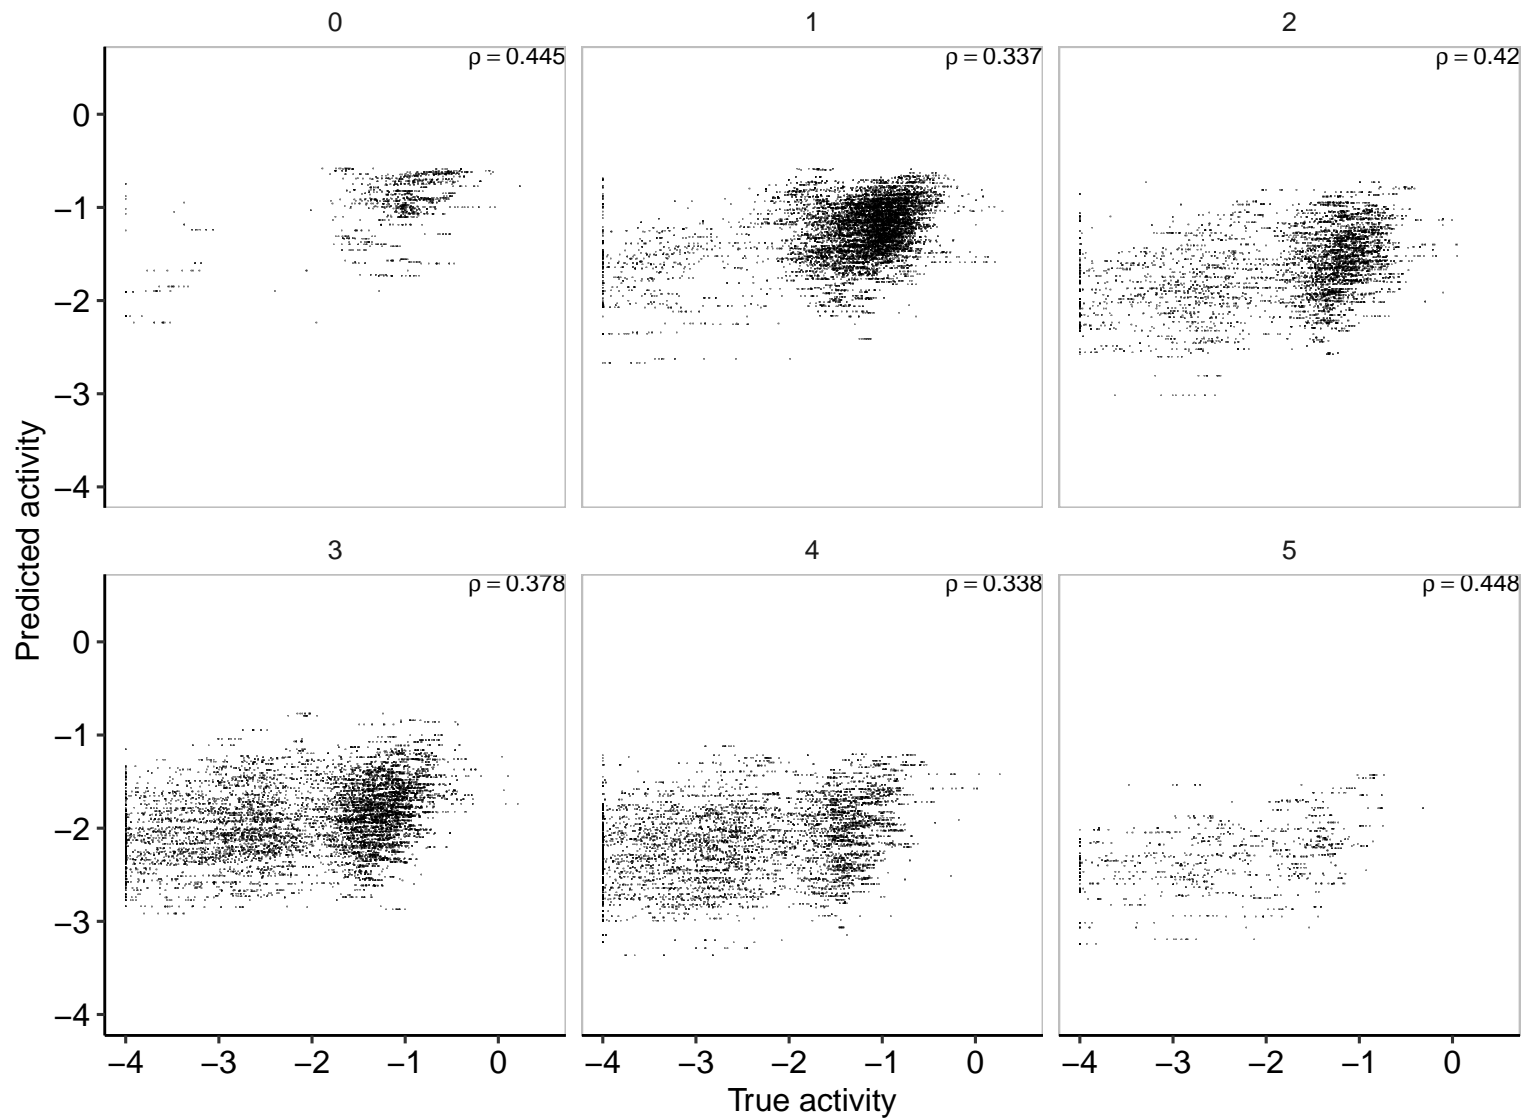 0 1 2
ρ = 0.445 ρ = 0.337 ρ = 0.42
0
−1
−2
−3
−4
Predicted activity
3 4 5
ρ = 0.378 ρ = 0.338 ρ = 0.448
0
−1
−2
−3
−4
−4 −3 −2 −1 0 −4 −3 −2 −1 0 −4 −3 −2 −1 0
True activity